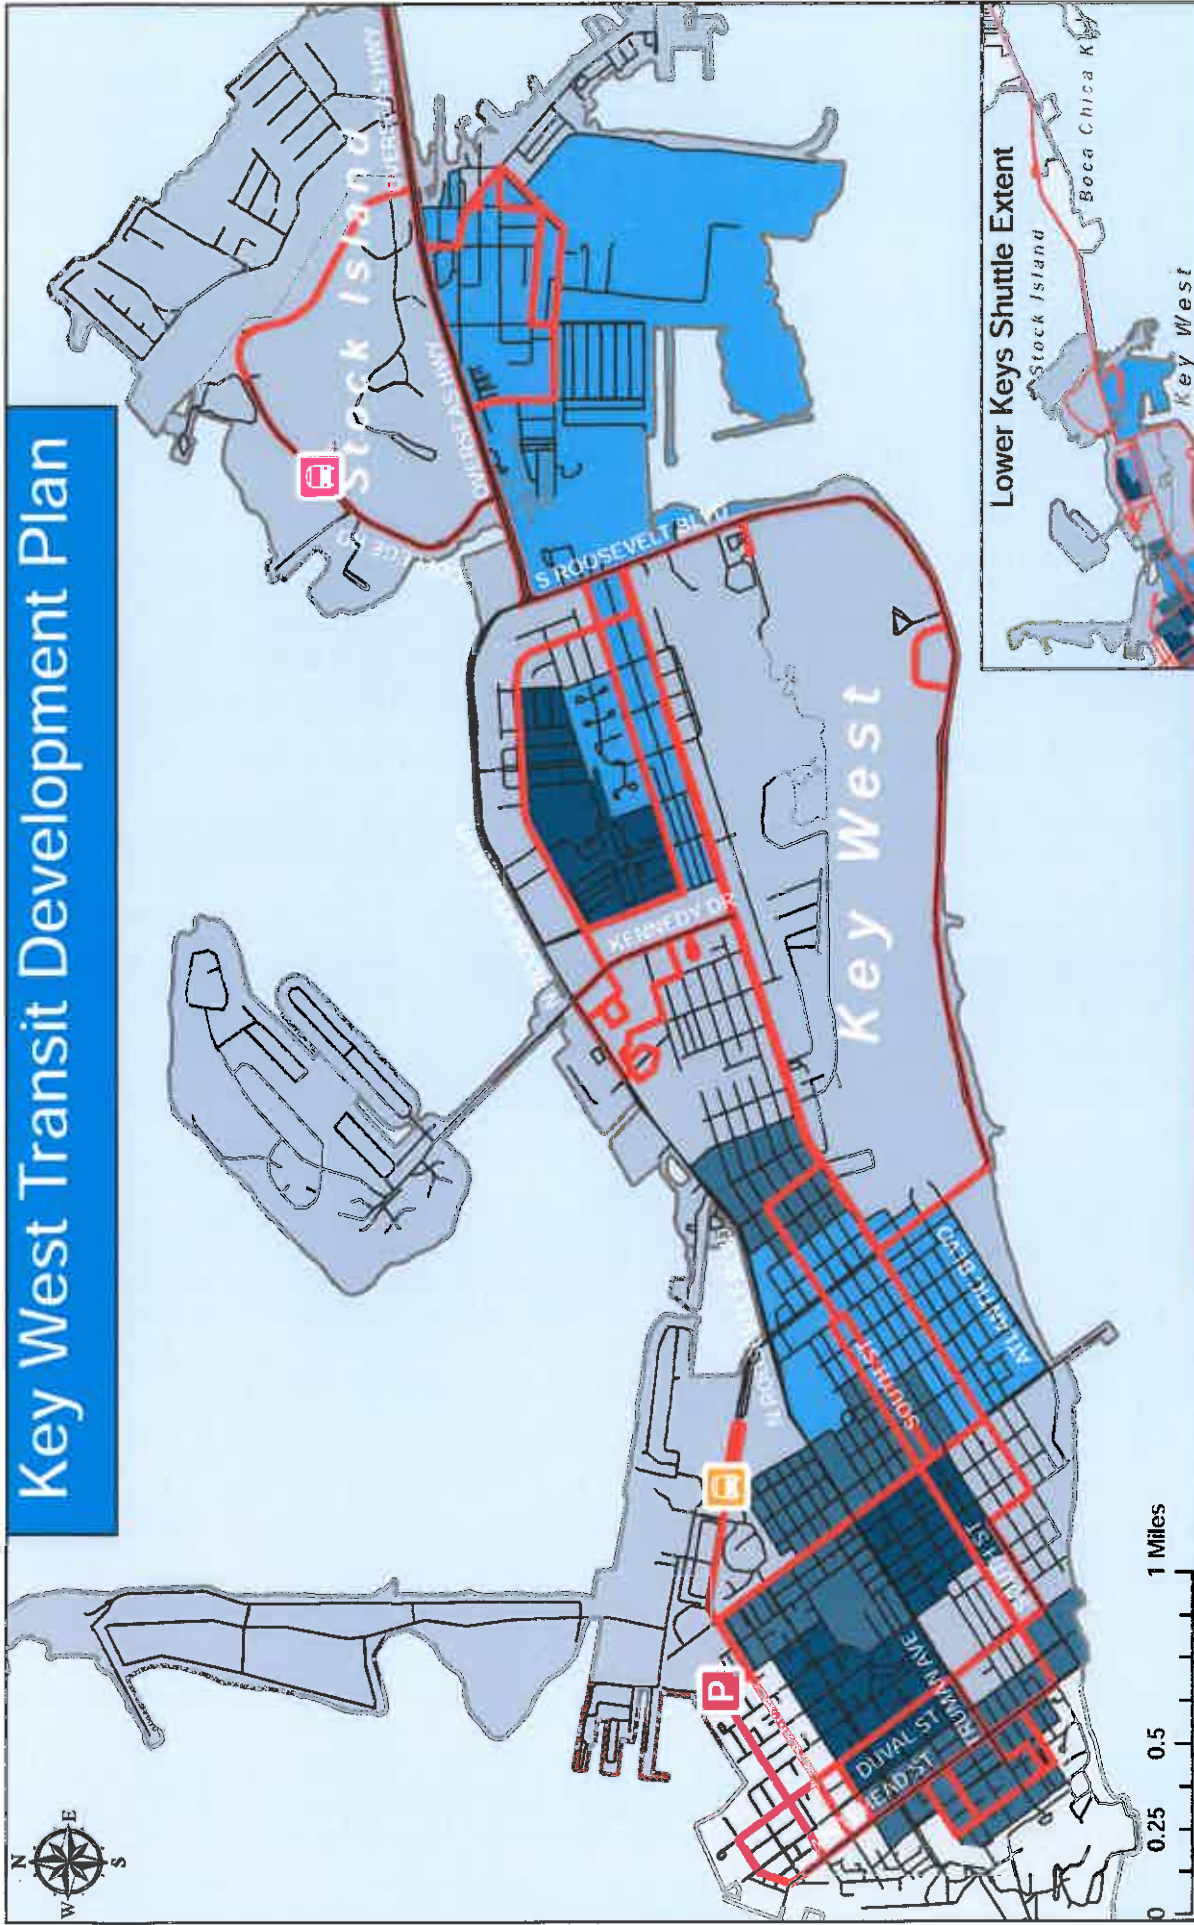 Key West Transit Development Plan
N
W
E
S
Stock Island
OVERSEAS HWY
S ROOSEVELT BLVD
KENNEDY DR
Key West
ATLANTIC BLVD
SOUTH ST
TRUMAN AVE
DUVAL ST
P
0
0.25
0.5
1 Miles
Lower Keys Shuttle Extent
Stock Island
Boca Chica K
Key West